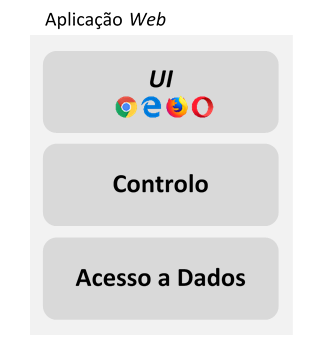 Aplicação Web
UI
Controlo
Acesso a Dados